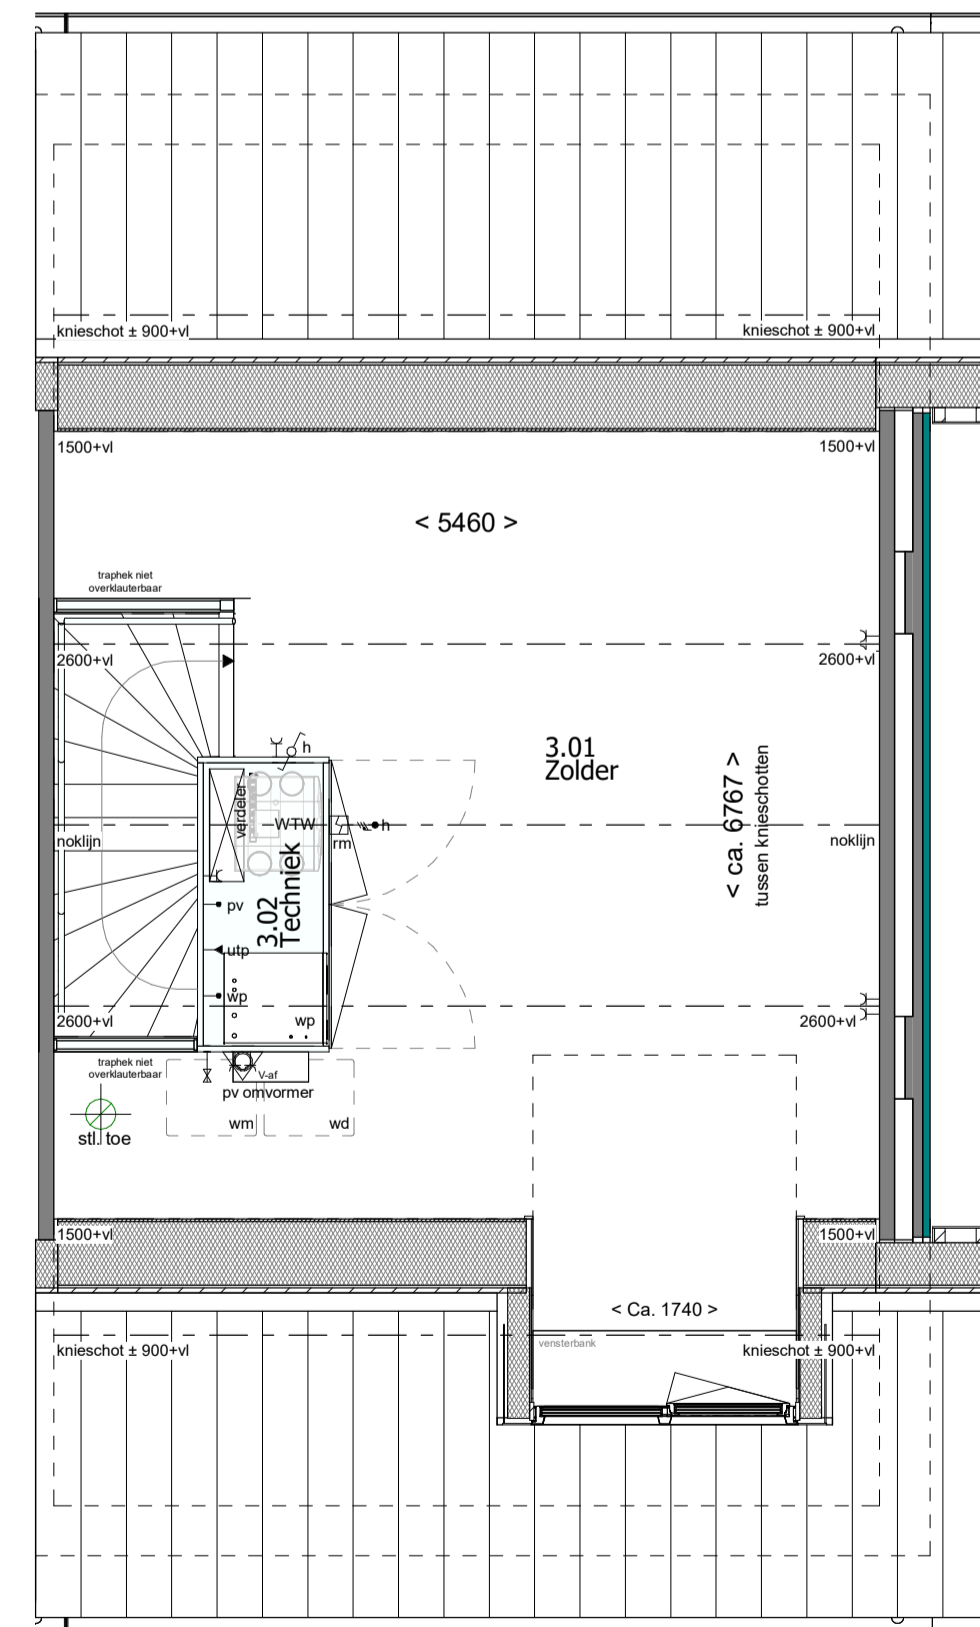 knieschot ± 900+vl
knieschot ± 900+vl
1500+vl
1500+vl
< 5460 >
traphek niet
overklauterbaar
2600+vl
2600+vl
h
3.01
Zolder
< ca. 6767 >
tussen knieschotten
verdeler
WTW
h
rm
noklijn
noklijn
3.02
Techniek
pv
utp
wp
wp
2600+vl
2600+vl
traphek niet
overklauterbaar
V-af
pv omvormer
wm
wd
stl. toe
1500+vl
1500+vl
< Ca. 1740 >
vensterbank
knieschot ± 900+vl
knieschot ± 900+vl